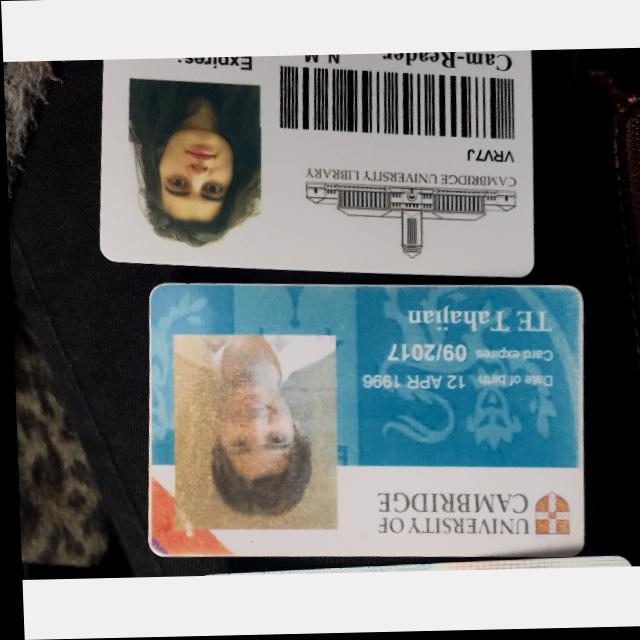 UNIVERSITY OF
CAMBRIDGE
Date of birth 12 APR 1996
Card expires 09/2017
TE Tahajian
CAMBRIDGE UNIVERSITY LIBRARY
VRV7J
Cam-Reader N M
Expires: